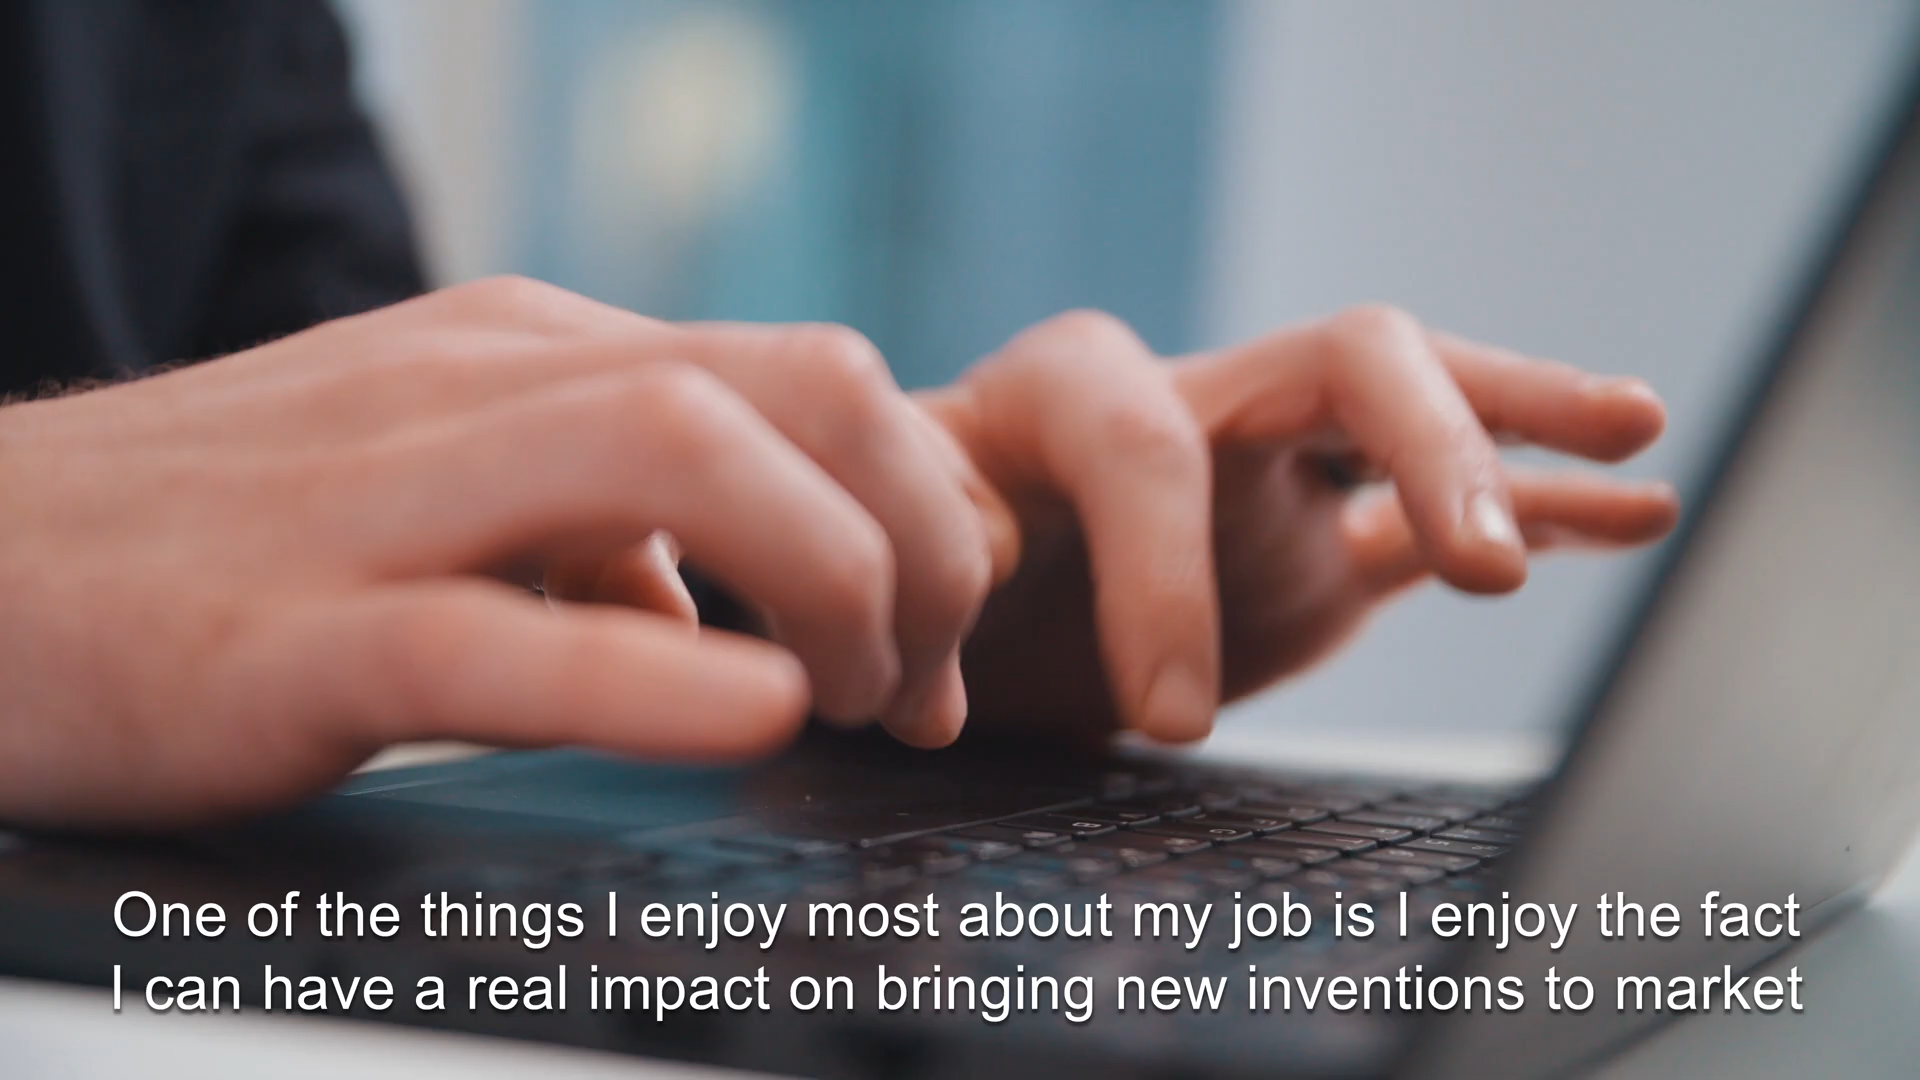 One of the things I enjoy most about my job is I enjoy the fact
I can have a real impact on bringing new inventions to market